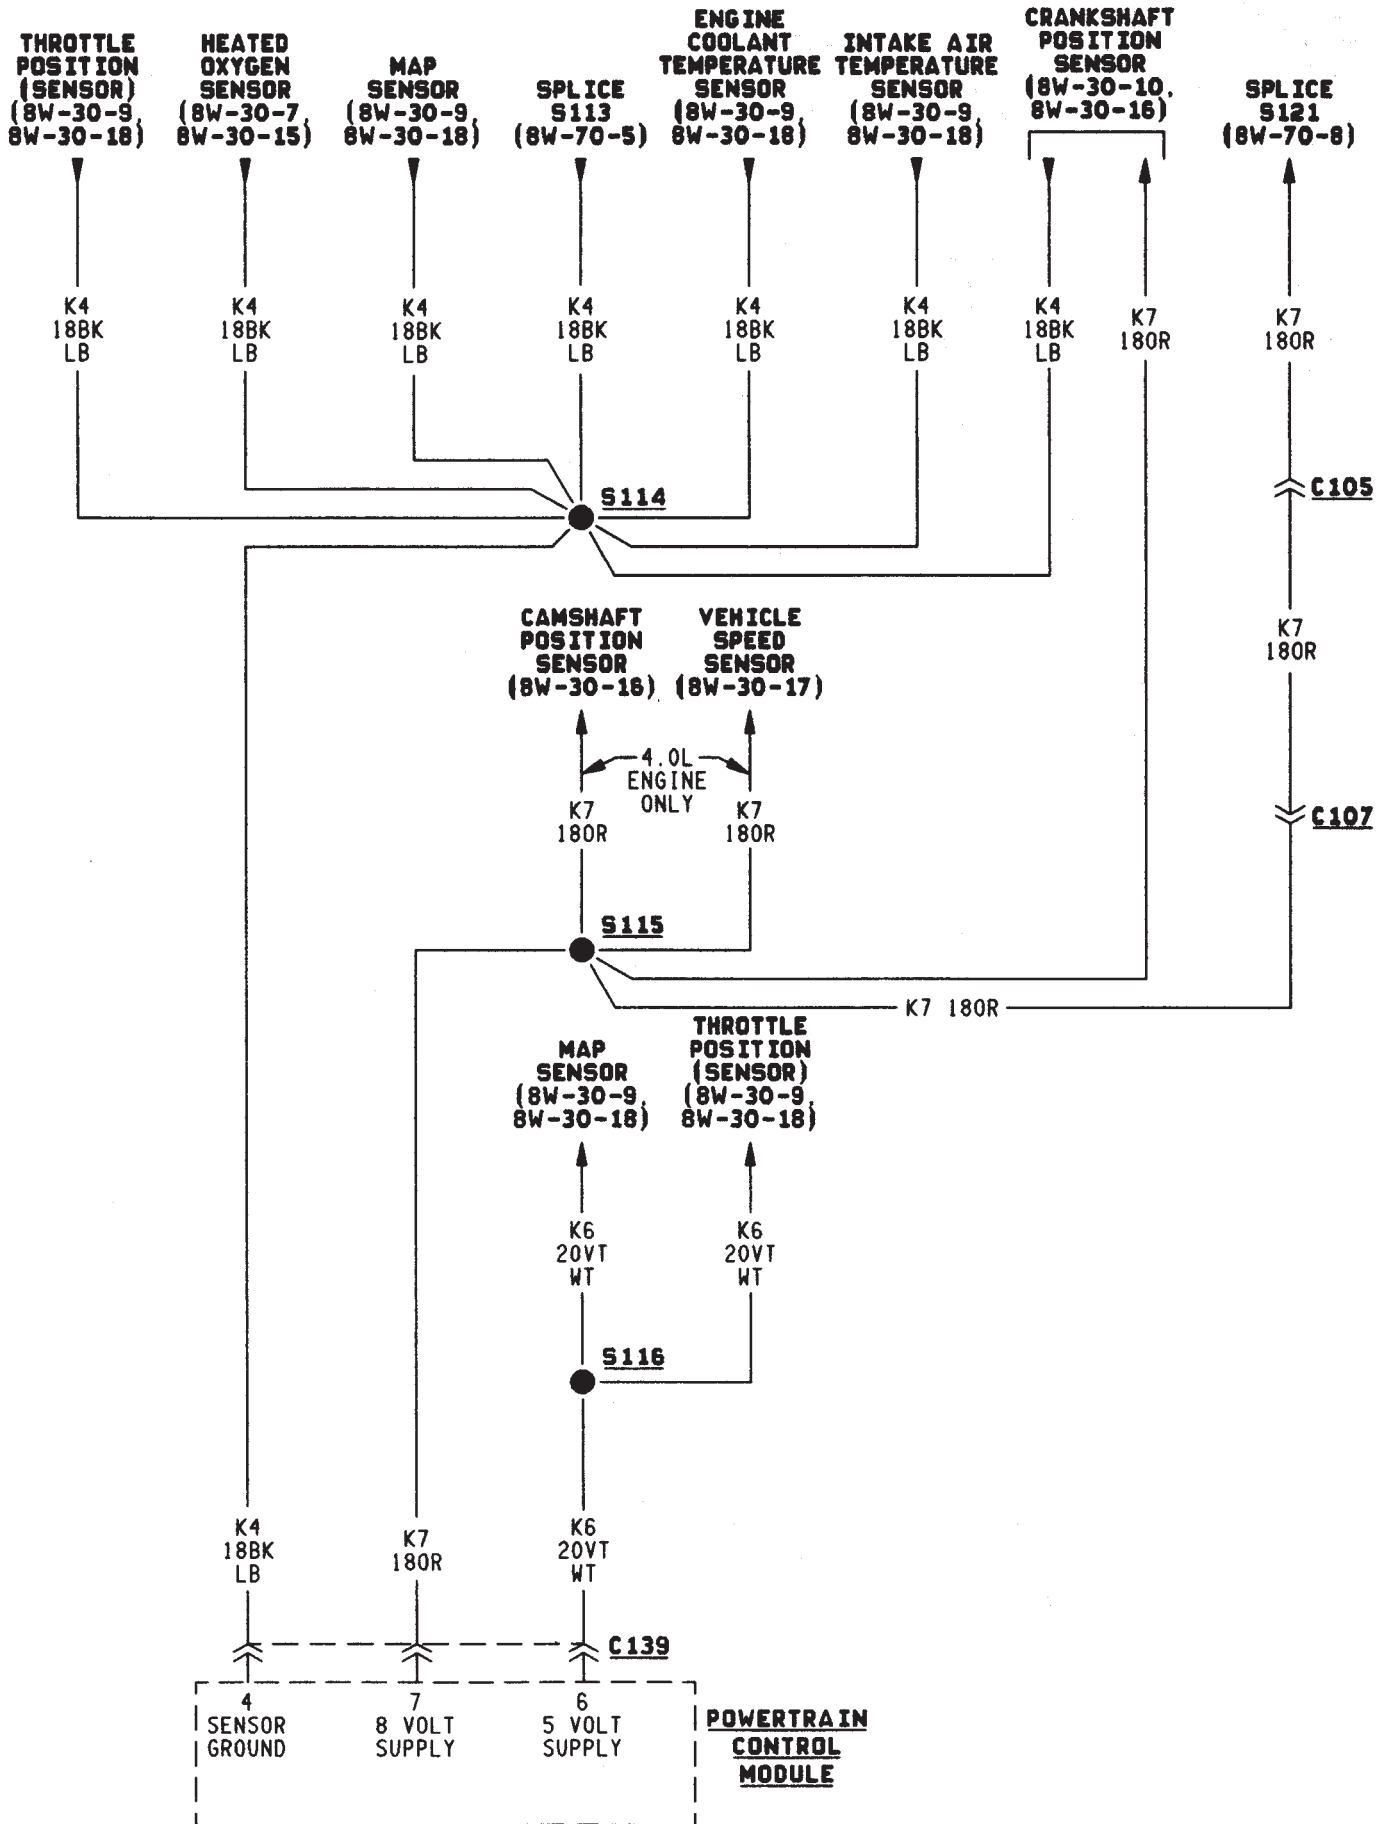 THROTTLE
POSITION
(SENSOR)
(8W-30-9,
8W-30-18)
HEATED
OXYGEN
SENSOR
(8W-30-7,
8W-30-15)
MAP
SENSOR
(8W-30-9,
8W-30-18)
SPLICE
S113
(8W-70-5)
ENGINE
COOLANT
TEMPERATURE
SENSOR
(8W-30-9,
8W-30-18)
INTAKE AIR
TEMPERATURE
SENSOR
(8W-30-9,
8W-30-18)
CRANKSHAFT
POSITION
SENSOR
(8W-30-10,
8W-30-16)
SPLICE
S121
(8W-70-8)
K4
18BK
LB
K4
18BK
LB
K4
18BK
LB
K4
18BK
LB
K4
18BK
LB
K4
18BK
LB
K4
18BK
LB
K7
18OR
K7
18OR
S114
C105
CAMSHAFT
POSITION
SENSOR
(8W-30-16)
VEHICLE
SPEED
SENSOR
(8W-30-17)
K7
18OR
4.0L
ENGINE
ONLY
K7
18OR
K7
18OR
C107
S115
K7 18OR
MAP
SENSOR
(8W-30-9,
8W-30-18)
THROTTLE
POSITION
(SENSOR)
(8W-30-9,
8W-30-18)
K6
20VT
WT
K6
20VT
WT
S116
K4
18BK
LB
K7
18OR
K6
20VT
WT
C139
4
SENSOR
GROUND
7
8 VOLT
SUPPLY
6
5 VOLT
SUPPLY
POWERTRAIN
CONTROL
MODULE